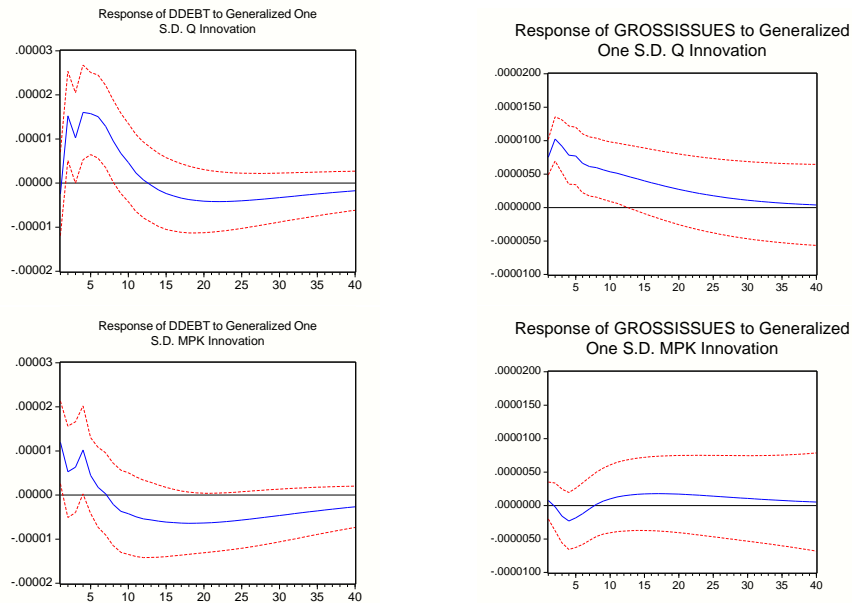 Response of DDEBT to Generalized One
S.D. Q Innovation
.00003
.00002
.00001
.00000
-.00001
-.00002
5 10 15 20 25 30 35 40
Response of GROSSISSUES to Generalized
One S.D. Q Innovation
.0000200
.0000150
.0000100
.0000050
.0000000
-.0000050
-.0000100
5 10 15 20 25 30 35 40
Response of DDEBT to Generalized One
S.D. MPK Innovation
.00003
.00002
.00001
.00000
-.00001
-.00002
5 10 15 20 25 30 35 40
Response of GROSSISSUES to Generalized
One S.D. MPK Innovation
.0000200
.0000150
.0000100
.0000050
.0000000
-.0000050
-.0000100
5 10 15 20 25 30 35 40